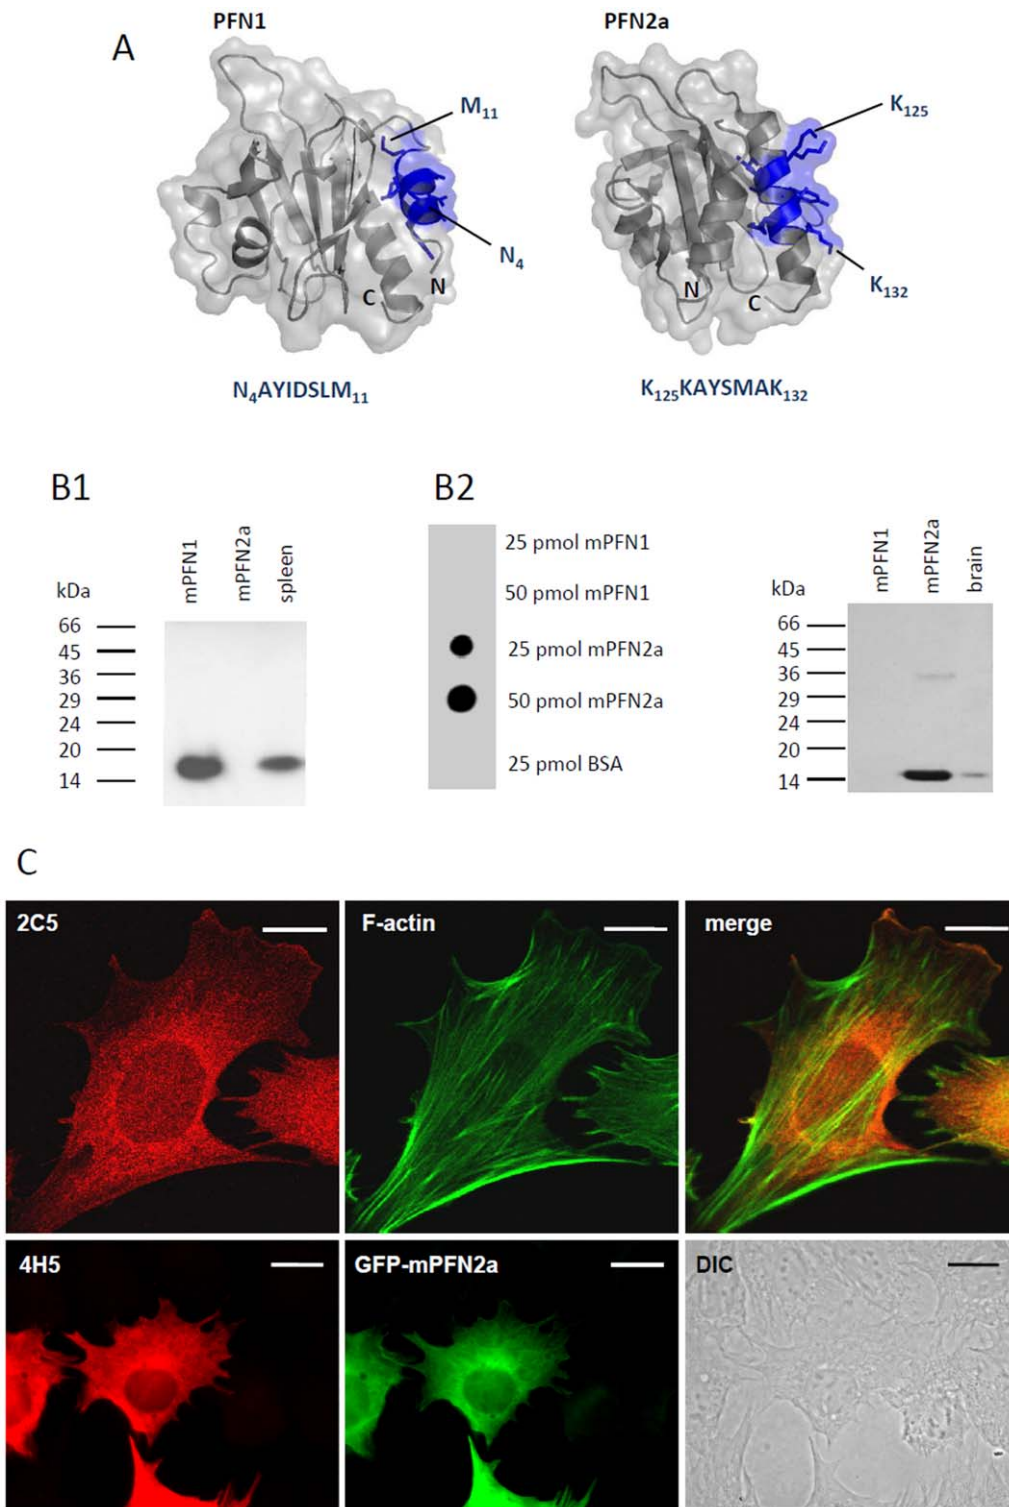 PFN1
PFN2a
A
M11
K125
N4
K132
N
C
N
C
N4AYIDSLM11
K125KAYSMAK132
B1
B2
mPFN1
mPFN2a
spleen
kDa
66
45
36
29
24
20
14
25 pmol mPFN1
50 pmol mPFN1
25 pmol mPFN2a
50 pmol mPFN2a
25 pmol BSA
mPFN1
mPFN2a
brain
kDa
66
45
36
29
24
20
14
C
2C5
F-actin
merge
4H5
GFP-mPFN2a
DIC